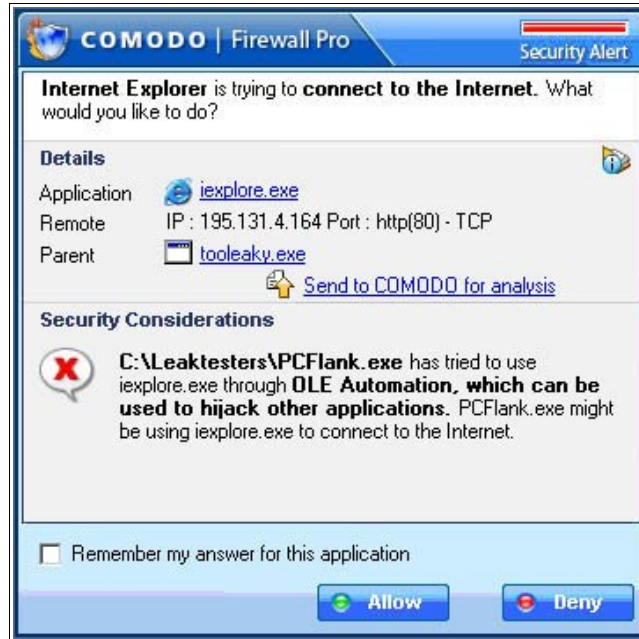 COMODO | Firewall Pro
Security Alert
Internet Explorer is trying to connect to the Internet. What
would you like to do?
Details
Application iexplore.exe
Remote IP : 195.131.4.164 Port : http(80) - TCP
Parent tooleaky.exe
Send to COMODO for analysis
Security Considerations
C:\Leaktesters\PCFlank.exe has tried to use
iexplore.exe through OLE Automation, which can be
used to hijack other applications. PCFlank.exe might
be using iexplore.exe to connect to the Internet.
Remember my answer for this application
Allow Deny